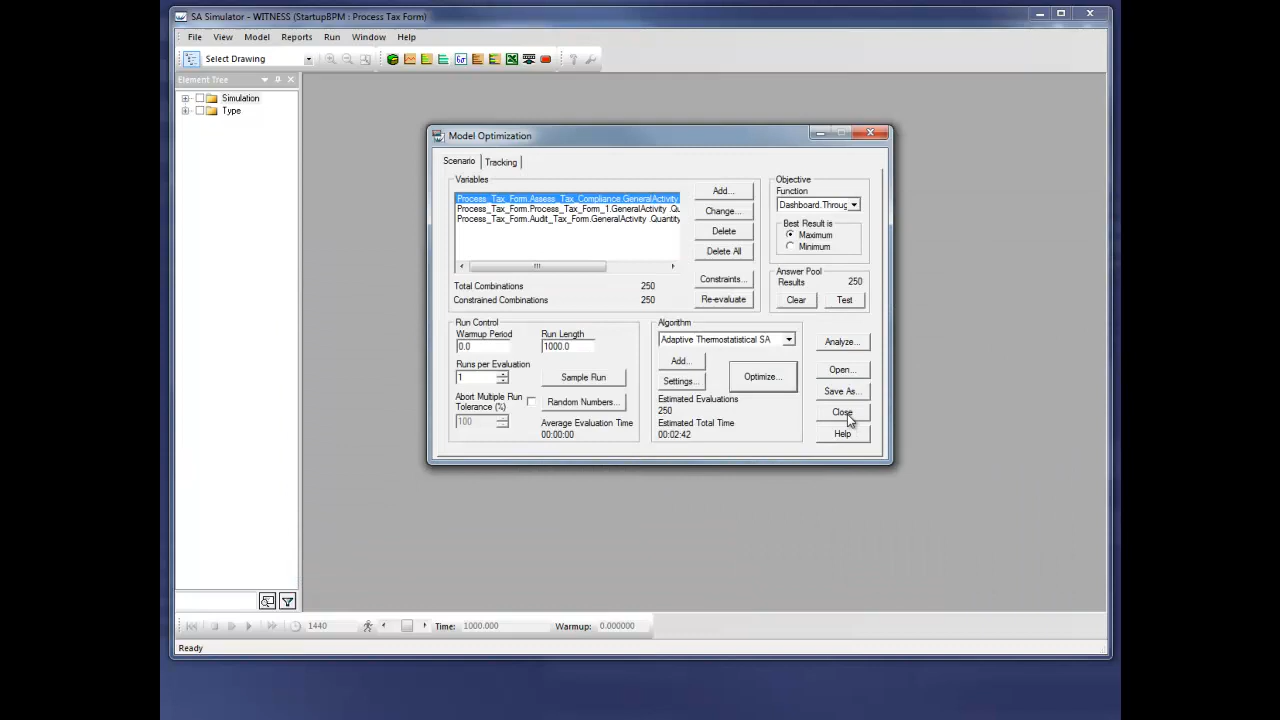 SA Simulator - WITNESS (StartupBPM : Process Tax Form)
File View Model Reports Run Window Help
Select Drawing
6σ
Element Tree
Simulation
Type
Model Optimization
Scenario Tracking
Variables
Process_Tax_Form.Assess_Tax_Compliance.GeneralActivity
Process_Tax_Form.Process_Tax_Form_1.GeneralActivity .Qu
Process_Tax_Form.Audit_Tax_Form.GeneralActivity .Quantity
Add...
Change...
Delete
Delete All
Constraints...
Re-evaluate
Total Combinations 250
Constrained Combinations 250
Objective
Function
Dashboard.Throug
Best Result is
Maximum
Minimum
Answer Pool
Results 250
Clear Test
Run Control
Warmup Period Run Length
0.0 1000.0
Runs per Evaluation
1 Sample Run
Abort Multiple Run
Tolerance (%)
Random Numbers...
100
Average Evaluation Time
00:00:00
Algorithm
Adaptive Thermostatistical SA
Add...
Settings...
Optimize...
Estimated Evaluations
250
Estimated Total Time
00:02:42
Analyze...
Open...
Save As...
Close
Help
1440 Time: 1000.000 Warmup: 0.000000
Ready